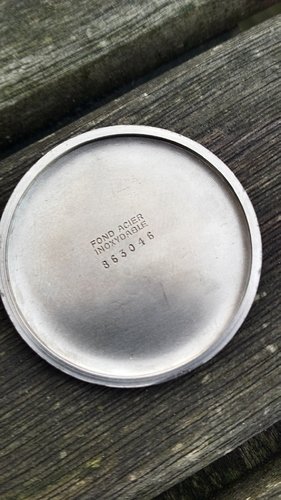 FOND ACIER
INOXYDABLE
863046